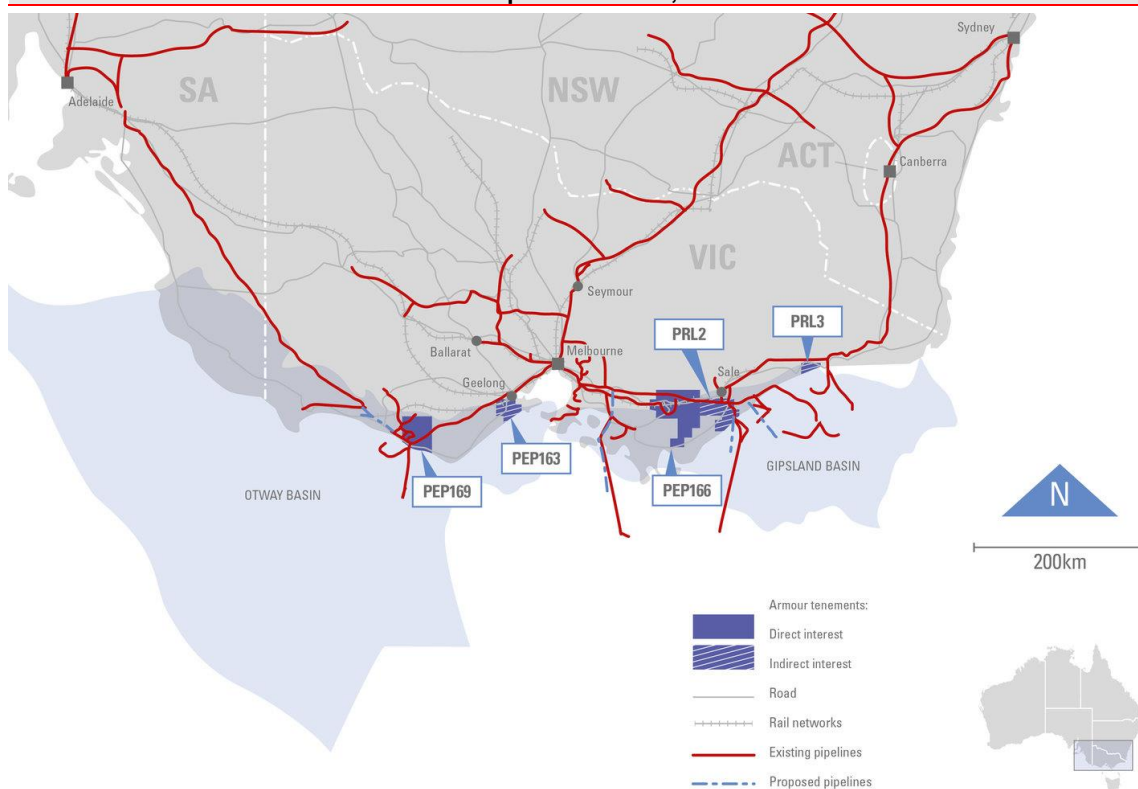 Sydney
SA
NSW
Adelaide
ACT
Canberra
VIC
Seymour
PRL3
PRL2
Ballarat
Melbourne
Sale
Geelong
PEP163
GIPSLAND BASIN
OTWAY BASIN
PEP169
PEP166
N
200km
Armour tenements:
Direct interest
Indirect interest
Road
Rail networks
Existing pipelines
Proposed pipelines